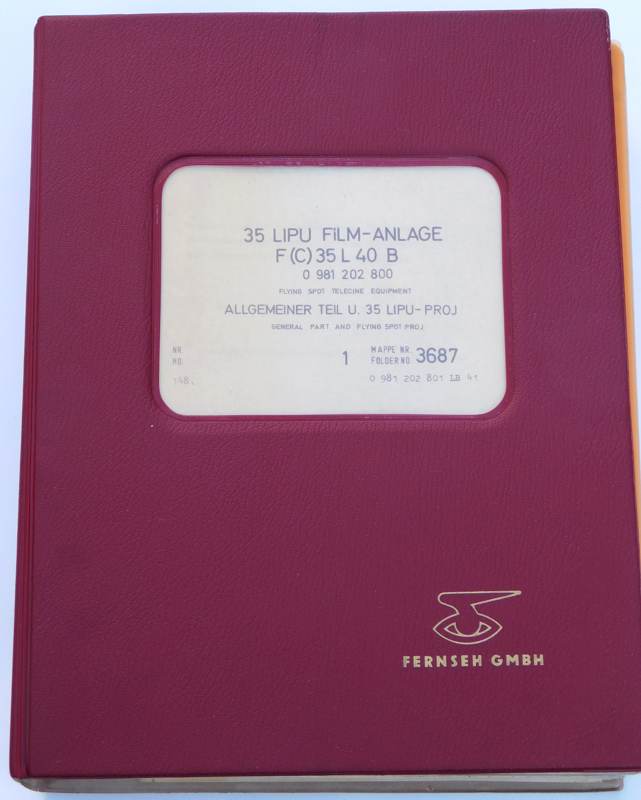 35 LIPU FILM-ANLAGE
F(C)35 L 40 B
0 981 202 800
FLYING SPOT TELECINE EQUIPMENT
ALLGEMEINER TEIL U. 35 LIPU-PROJ
GENERAL PART AND FLYING SPOT PROJ.
NR.
NO. 1
MAPPE NR.
FOLDER NO. 3687
148.
0 981 202 801 LB 41
FERNSEH GMBH